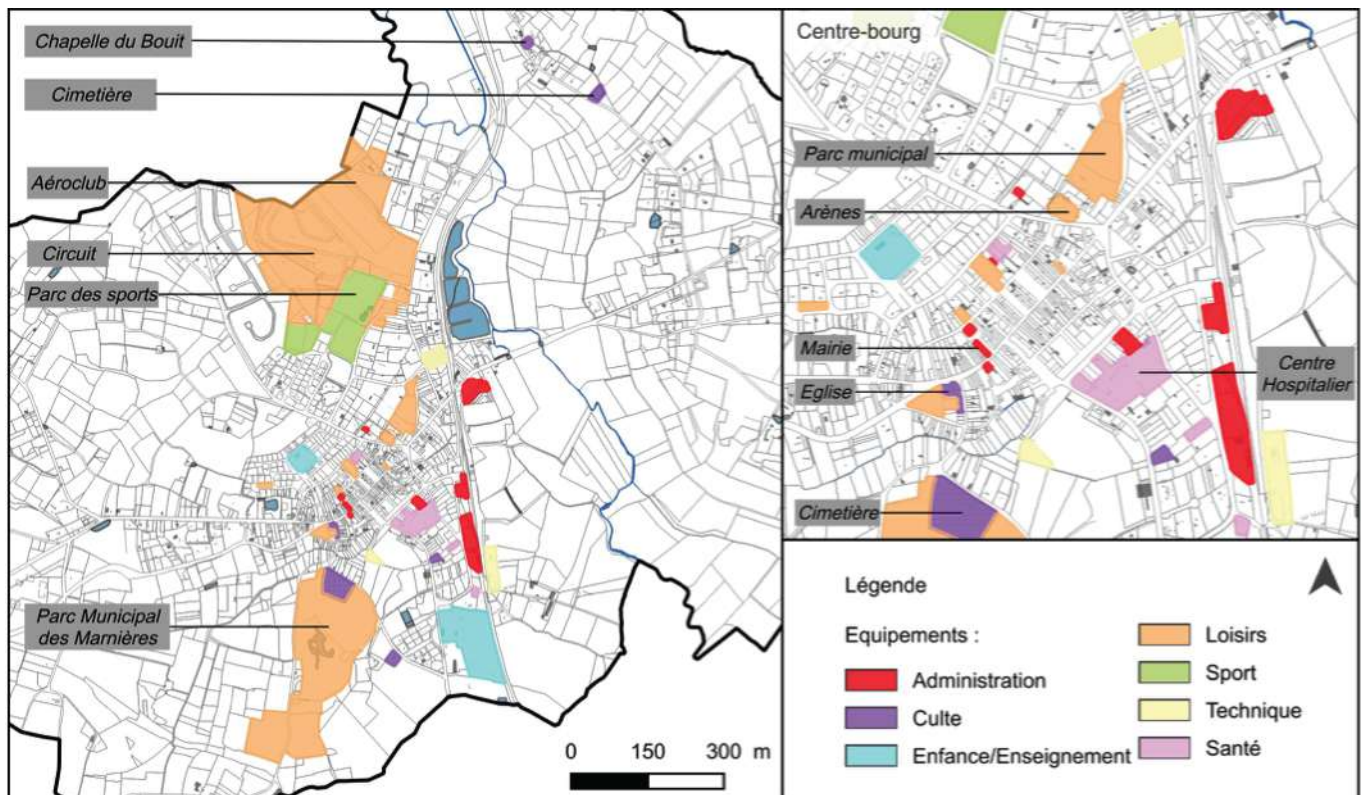 Chapelle du Bouit
Cimetière
Aéroclub
Circuit
Parc des sports
Parc Municipal
des Marnières
0 150 300 m
Centre-bourg
Parc municipal
Arènes
Mairie
Eglise
Centre
Hospitalier
Cimetière
Légende
Equipements :
Administration
Culte
Enfance/Enseignement
Loisirs
Sport
Technique
Santé